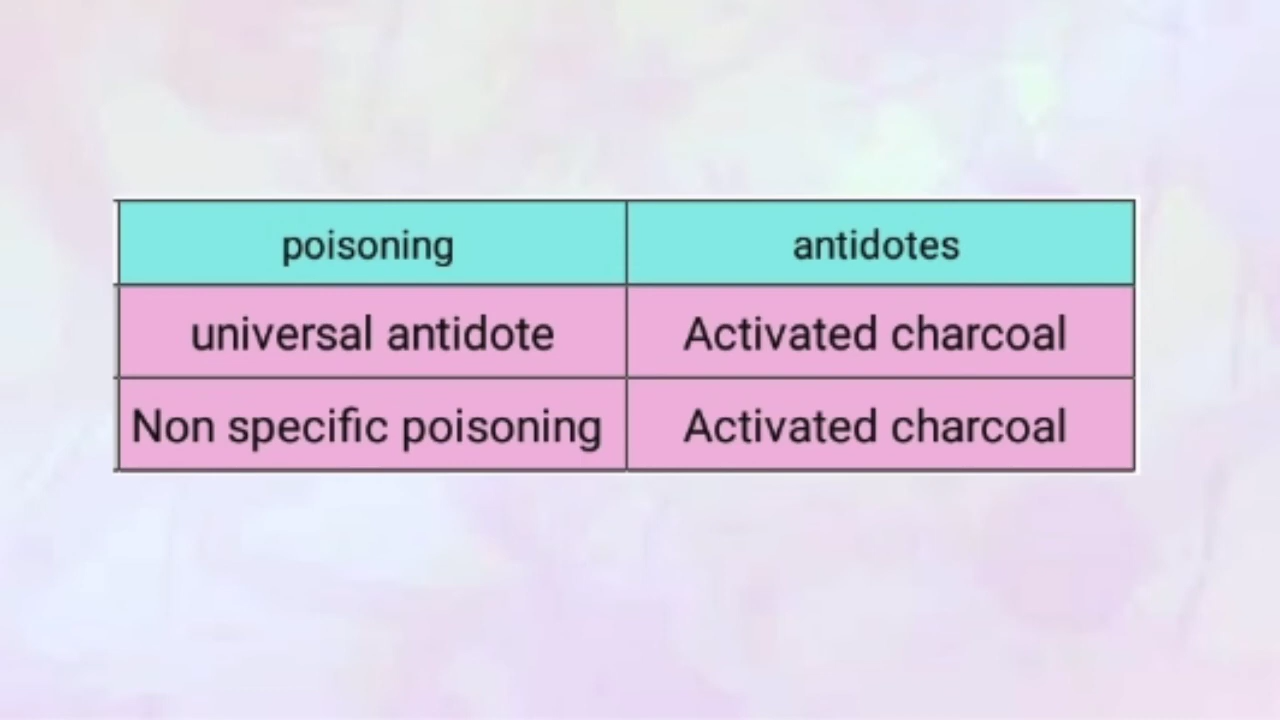 poisoning antidotes
universal antidote Activated charcoal
Non specific poisoning Activated charcoal